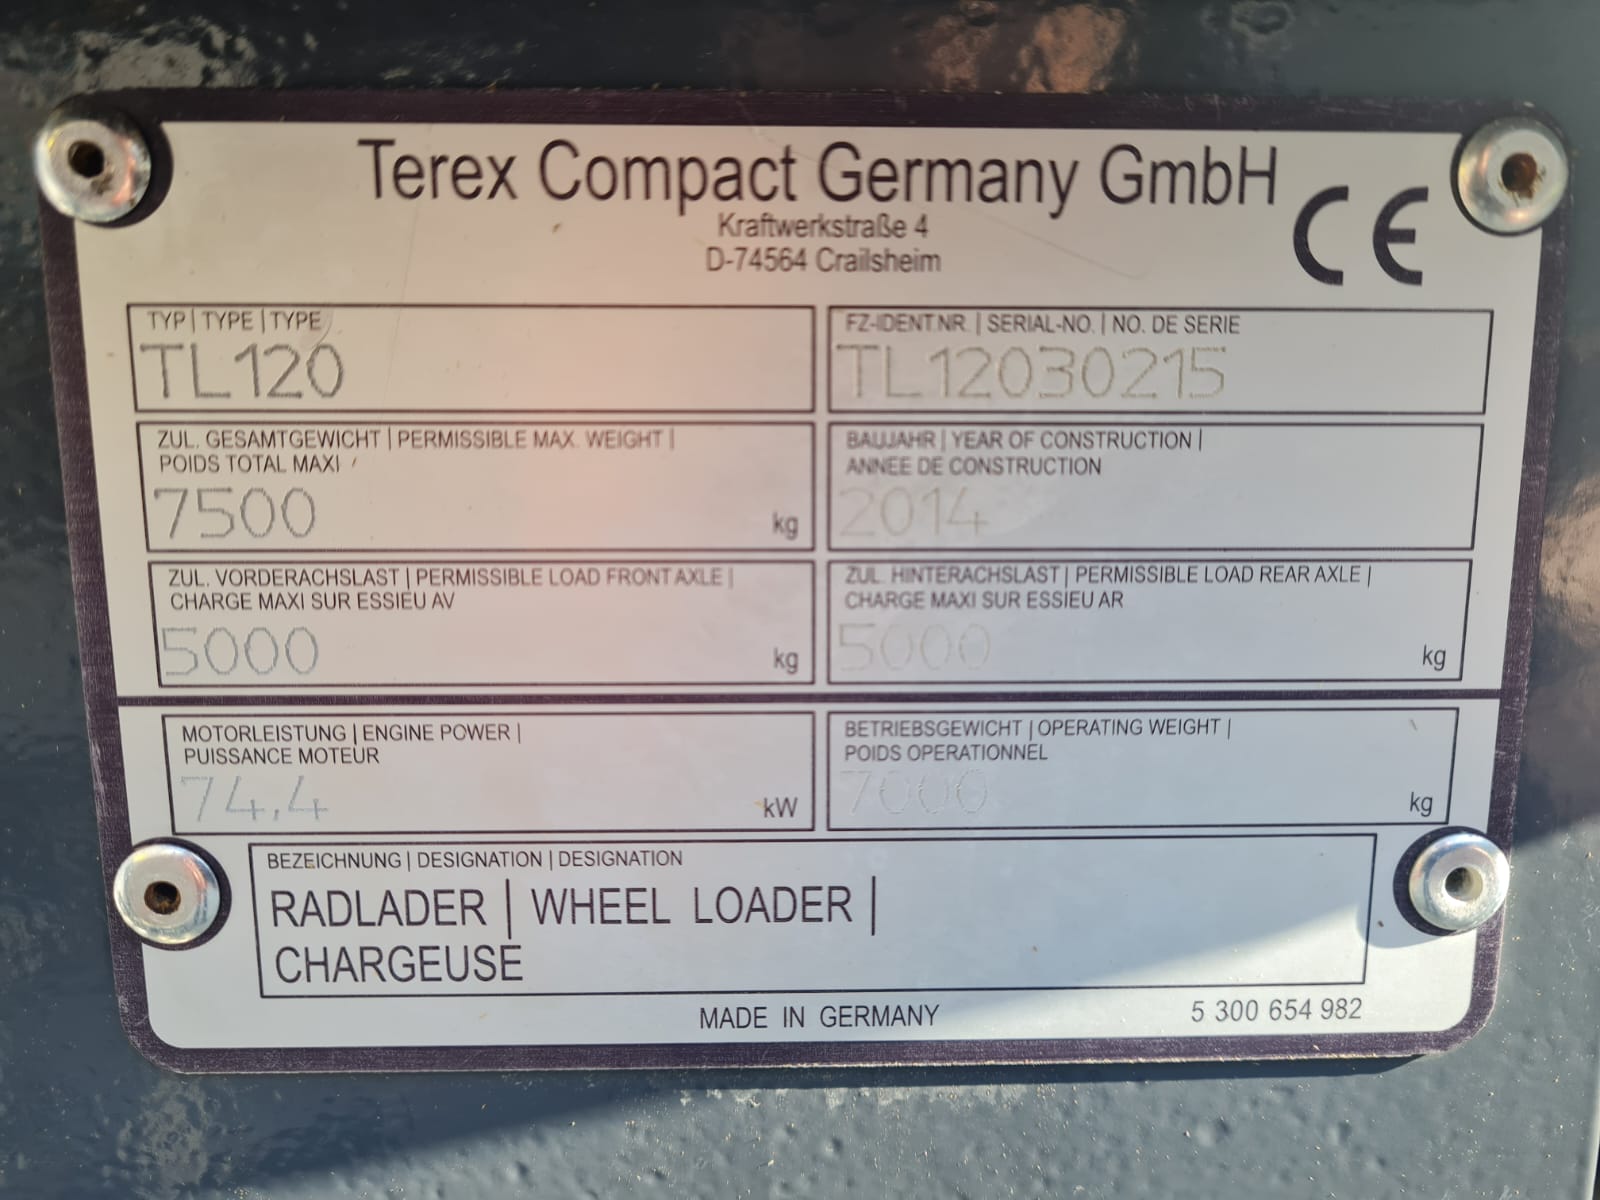 Terex Compact Germany GmbH
Kraftwerkstraße 4
D-74564 Crailsheim
CE
TYP | TYPE | TYPE
TL120
FZ-IDENT.NR. | SERIAL-NO. | NO. DE SERIE
TL12030215
ZUL. GESAMTGEWICHT | PERMISSIBLE MAX. WEIGHT |
POIDS TOTAL MAXI
7500 kg
BAUJAHR | YEAR OF CONSTRUCTION |
ANNEE DE CONSTRUCTION
2014
ZUL. VORDERACHSLAST | PERMISSIBLE LOAD FRONT AXLE |
CHARGE MAXI SUR ESSIEU AV
5000 kg
ZUL. HINTERACHSLAST | PERMISSIBLE LOAD REAR AXLE |
CHARGE MAXI SUR ESSIEU AR
5000 kg
MOTORLEISTUNG | ENGINE POWER |
PUISSANCE MOTEUR
74,4 kW
BETRIEBSGEWICHT | OPERATING WEIGHT |
POIDS OPERATIONNEL
7000 kg
BEZEICHNUNG | DESIGNATION | DESIGNATION
RADLADER | WHEEL LOADER |
CHARGEUSE
MADE IN GERMANY
5 300 654 982